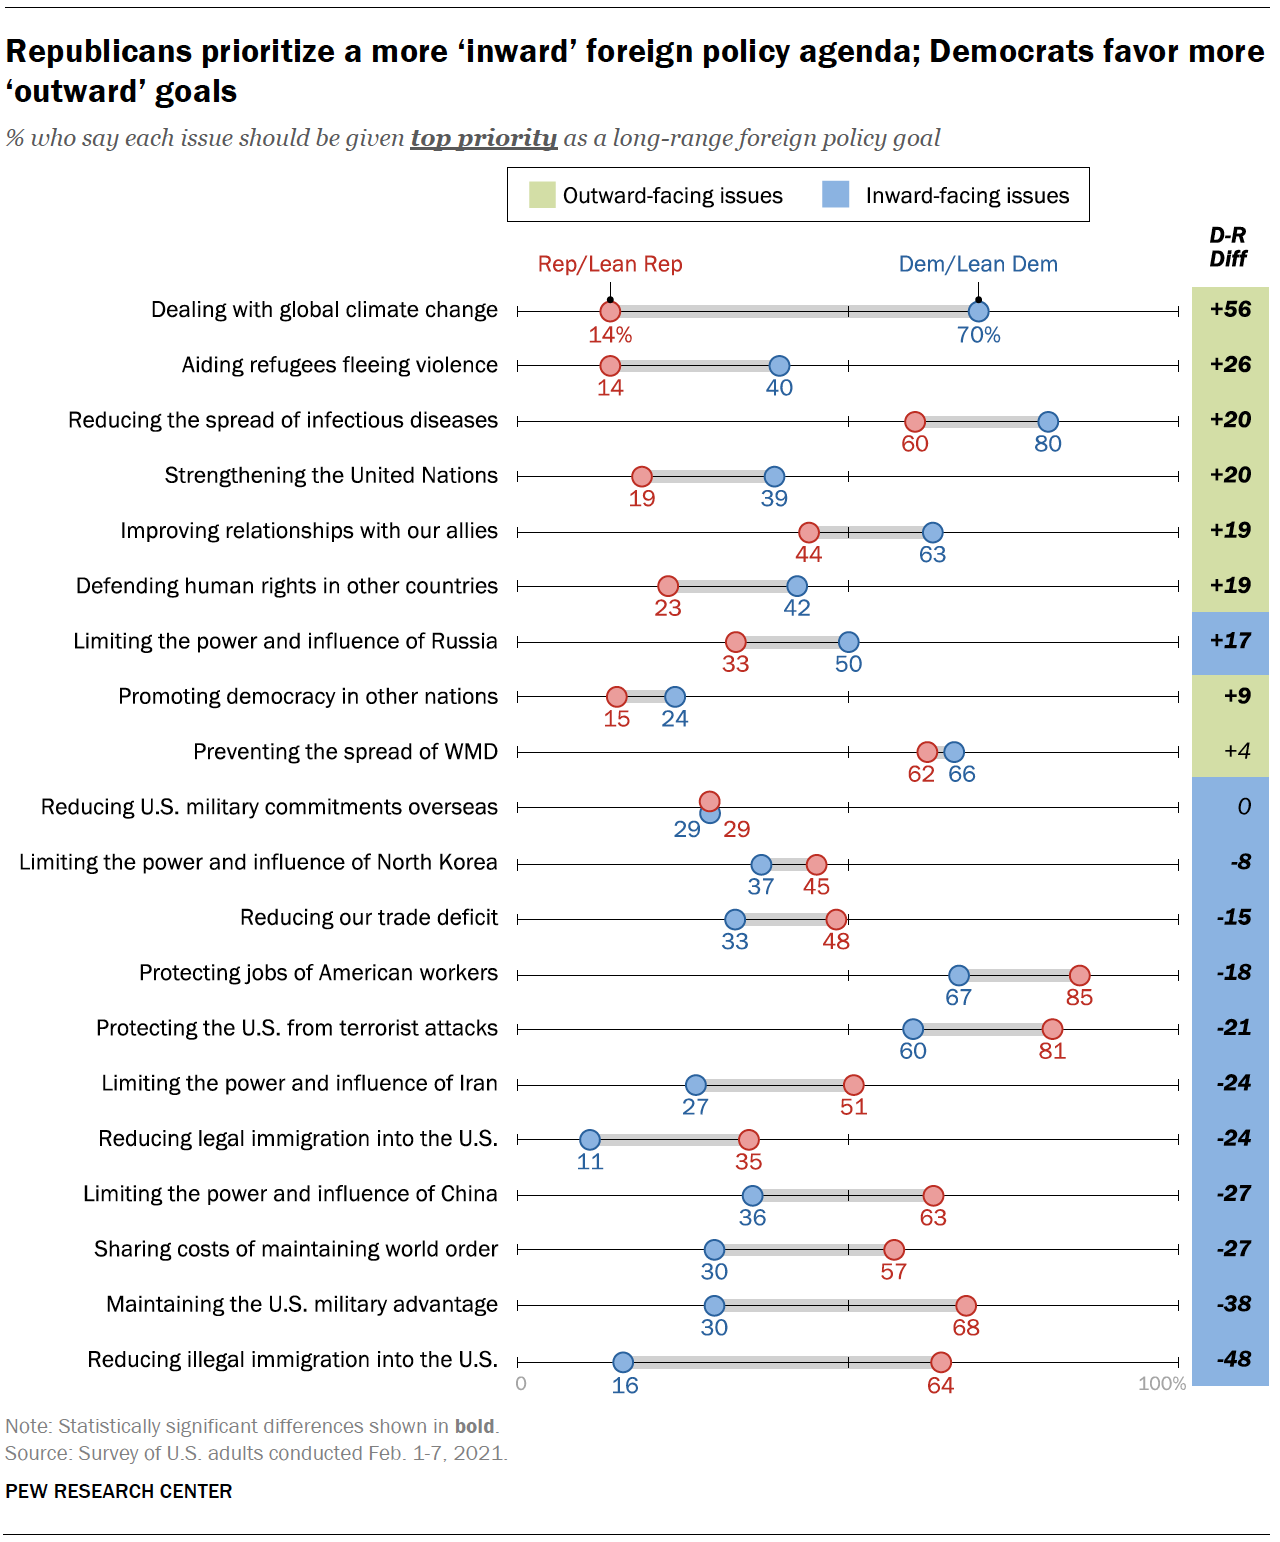 Republicans prioritize a more ‘inward’ foreign policy agenda; Democrats favor more
‘outward’ goals
% who say each issue should be given top priority as a long-range foreign policy goal
Outward-facing issues
Inward-facing issues
D-R
Diff
Rep/Lean Rep
Dem/Lean Dem
Dealing with global climate change
14%
70%
+56
Aiding refugees fleeing violence
14
40
+26
Reducing the spread of infectious diseases
60
80
+20
Strengthening the United Nations
19
39
+20
Improving relationships with our allies
44
63
+19
Defending human rights in other countries
23
42
+19
Limiting the power and influence of Russia
33
50
+17
Promoting democracy in other nations
15
24
+9
Preventing the spread of WMD
62
66
+4
Reducing U.S. military commitments overseas
29
29
0
Limiting the power and influence of North Korea
37
45
-8
Reducing our trade deficit
33
48
-15
Protecting jobs of American workers
67
85
-18
Protecting the U.S. from terrorist attacks
60
81
-21
Limiting the power and influence of Iran
27
51
-24
Reducing legal immigration into the U.S.
11
35
-24
Limiting the power and influence of China
36
63
-27
Sharing costs of maintaining world order
30
57
-27
Maintaining the U.S. military advantage
30
68
-38
Reducing illegal immigration into the U.S.
16
64
-48
0
100%
Note: Statistically significant differences shown in bold.
Source: Survey of U.S. adults conducted Feb. 1-7, 2021.
PEW RESEARCH CENTER